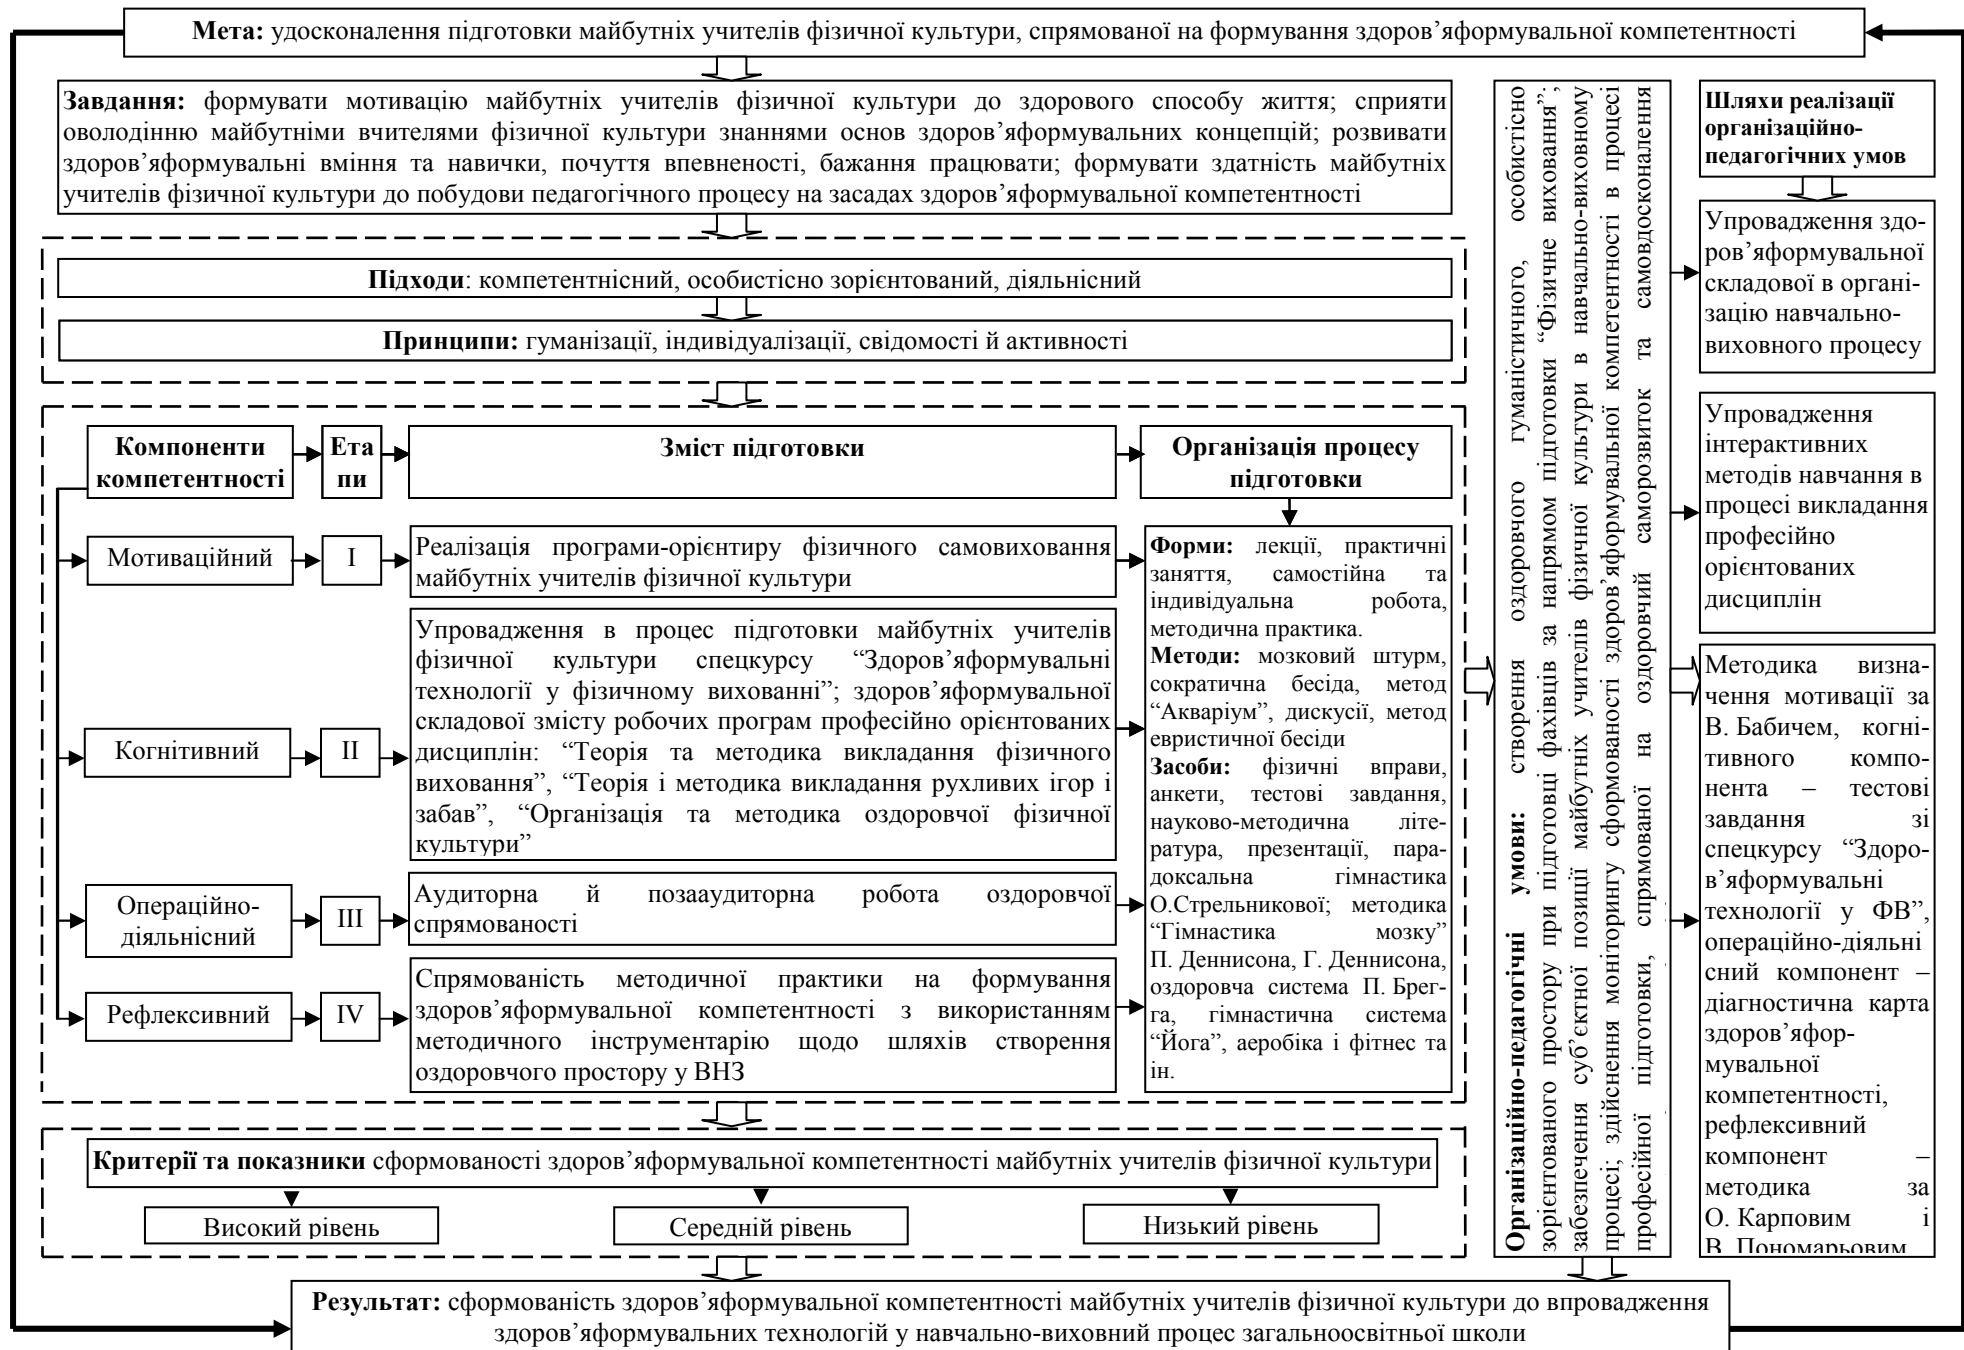 Мета: удосконалення підготовки майбутніх учителів фізичної культури, спрямованої на формування здоров’яформувальної компетентності
Завдання: формувати мотивацію майбутніх учителів фізичної культури до здорового способу життя; сприяти
оволодінню майбутніми вчителями фізичної культури знаннями основ здоров’яформувальних концепцій; розвивати
здоров’яформувальні вміння та навички, почуття впевненості, бажання працювати; формувати здатність майбутніх
учителів фізичної культури до побудови педагогічного процесу на засадах здоров’яформувальної компетентності
Підходи: компетентнісний, особистісно зорієнтований, діяльнісний
Принципи: гуманізації, індивідуалізації, свідомості й активності
Компоненти
компетентності
Ета
пи
Зміст підготовки
Організація процесу
підготовки
Мотиваційний
I
Реалізація програми-орієнтиру фізичного самовиховання
майбутніх учителів фізичної культури
Когнітивний
II
Упровадження в процес підготовки майбутніх учителів
фізичної культури спецкурсу “Здоров’яформувальні
технології у фізичному вихованні”; здоров’яформувальної
складової змісту робочих програм професійно орієнтованих
дисциплін: “Теорія та методика викладання фізичного
виховання”, “Теорія і методика викладання рухливих ігор і
забав”, “Організація та методика оздоровчої фізичної
культури”
Операційно-
діяльнісний
III
Аудиторна й позааудиторна робота оздоровчої
спрямованості
Рефлексивний
IV
Спрямованість методичної практики на формування
здоров’яформувальної компетентності з використанням
методичного інструментарію щодо шляхів створення
оздоровчого простору у ВНЗ
Форми: лекції, практичні
заняття, самостійна та
індивідуальна робота,
методична практика.
Методи: мозковий штурм,
сократична бесіда, метод
“Акваріум”, дискусії, метод
евристичної бесіди
Засоби: фізичні вправи,
анкети, тестові завдання,
науково-методична літе-
ратура, презентації, пара-
доксальна гімнастика
О.Стрельникової; методика
“Гімнастика мозку”
П. Деннисона, Г. Деннисона,
оздоровча система П. Брег-
га, гімнастична система
“Йога”, аеробіка і фітнес та
ін.
Критерії та показники сформованості здоров’яформувальної компетентності майбутніх учителів фізичної культури
Високий рівень
Середній рівень
Низький рівень
Організаційно-педагогічні умови: створення оздоровчого гуманістичного, особистісно
зорієнтованого простору при підготовці фахівців за напрямом підготовки “Фізичне виховання”;
забезпечення суб’єктної позиції майбутніх учителів фізичної культури в навчально-виховному
процесі; здійснення моніторингу сформованості здоров’яформувальної компетентності в процесі
професійної підготовки, спрямованої на оздоровчий саморозвиток та самовдосконалення
Шляхи реалізації
організаційно-
педагогічних умов
Упровадження здо-
ров’яформувальної
складової в органі-
зацію навчально-
виховного процесу
Упровадження
інтерактивних
методів навчання в
процесі викладання
професійно
орієнтованих
дисциплін
Методика визна-
чення мотивації за
В. Бабичем, когні-
тивного компо-
нента – тестові
завдання зі
спецкурсу “Здоро-
в’яформувальні
технології у ФВ”,
операційно-діяльні
сний компонент –
діагностична карта
здоров’яфор-
мувальної
компетентності,
рефлексивний
компонент –
методика за
О. Карповим і
В. Пономарьовим
Результат: сформованість здоров’яформувальної компетентності майбутніх учителів фізичної культури до впровадження
здоров’яформувальних технологій у навчально-виховний процес загальноосвітньої школи